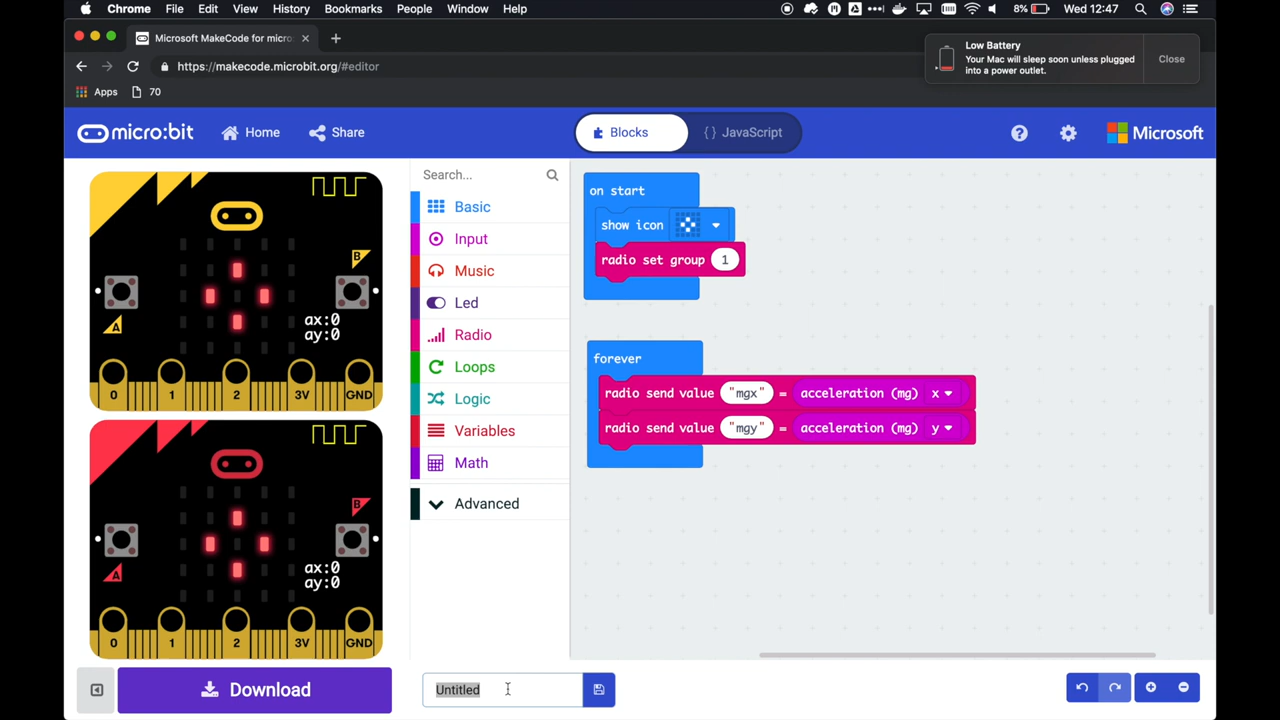 Chrome File Edit View History Bookmarks People Window Help 8% Wed 12:47
Microsoft MakeCode for micro:
https://makecode.microbit.org/#editor
Low Battery
Your Mac will sleep soon unless plugged
into a power outlet.
Close
Apps 70
micro:bit Home Share Blocks {} JavaScript ? Microsoft
Search...
Basic
Input
Music
Led
Radio
Loops
Logic
Variables
Math
Advanced
B
A
ax:0
ay:0
0 1 2 3V GND
B
A
ax:0
ay:0
0 1 2 3V GND
on start
show icon
radio set group 1
forever
radio send value "mgx" = acceleration (mg) x
radio send value "mgy" = acceleration (mg) y
Download
Untitled